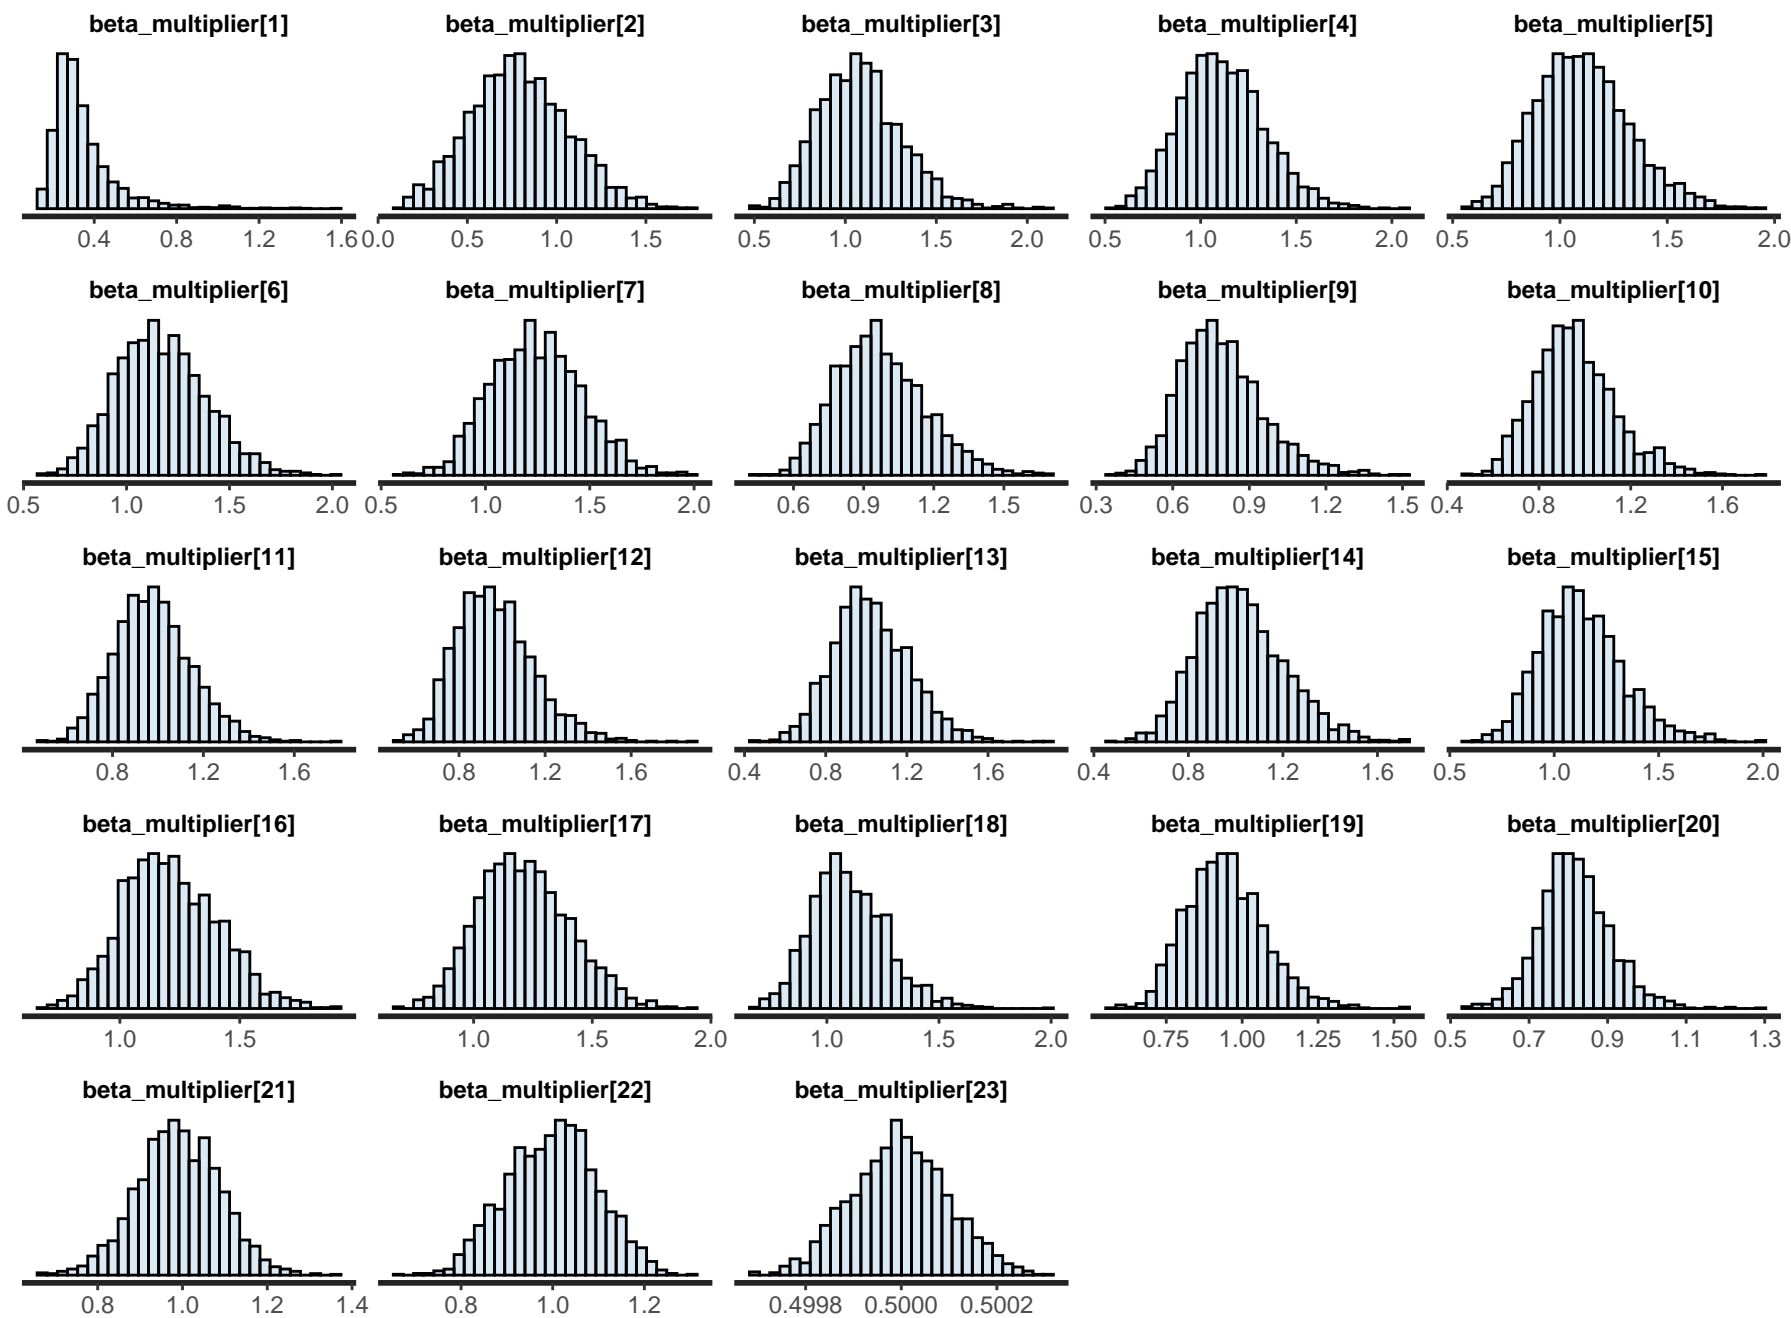 beta_multiplier[1] beta_multiplier[2] beta_multiplier[3] beta_multiplier[4] beta_multiplier[5]
0.4 0.8 1.2 1.6 0.0 0.5 1.0 1.5 0.5 1.0 1.5 2.0 0.5 1.0 1.5 2.0 0.5 1.0 1.5 2.0
beta_multiplier[6] beta_multiplier[7] beta_multiplier[8] beta_multiplier[9] beta_multiplier[10]
0.5 1.0 1.5 2.0 0.5 1.0 1.5 2.0 0.6 0.9 1.2 1.5 0.3 0.6 0.9 1.2 1.5 0.4 0.8 1.2 1.6
beta_multiplier[11] beta_multiplier[12] beta_multiplier[13] beta_multiplier[14] beta_multiplier[15]
0.8 1.2 1.6 0.8 1.2 1.6 0.4 0.8 1.2 1.6 0.4 0.8 1.2 1.6 0.5 1.0 1.5 2.0
beta_multiplier[16] beta_multiplier[17] beta_multiplier[18] beta_multiplier[19] beta_multiplier[20]
1.0 1.5 1.0 1.5 2.0 1.0 1.5 2.0 0.75 1.00 1.25 1.50 0.5 0.7 0.9 1.1 1.3
beta_multiplier[21] beta_multiplier[22] beta_multiplier[23]
0.8 1.0 1.2 1.4 0.8 1.0 1.2 0.4998 0.5000 0.5002